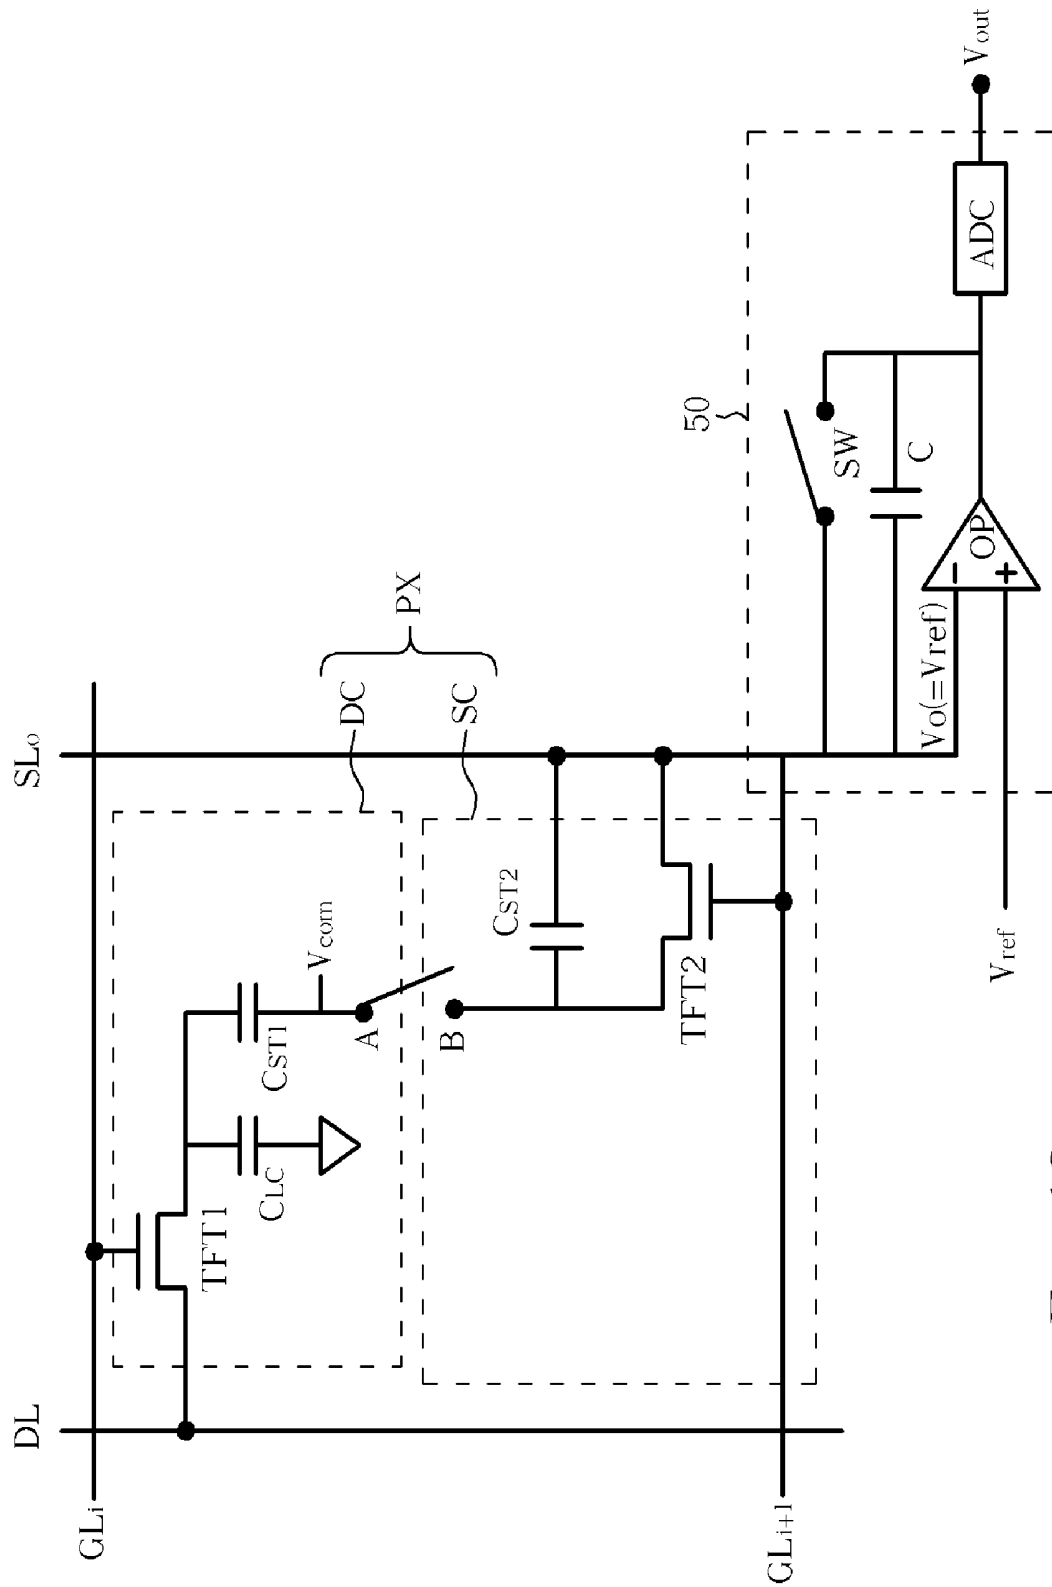 DL
SLo
GLi
TFT1
CLC
CST1
Vcom
A
B
DC
SC
PX
CST2
TFT2
GLi+1
50
SW
C
Vo(=Vref)
OP
−
+
Vref
ADC
Vout